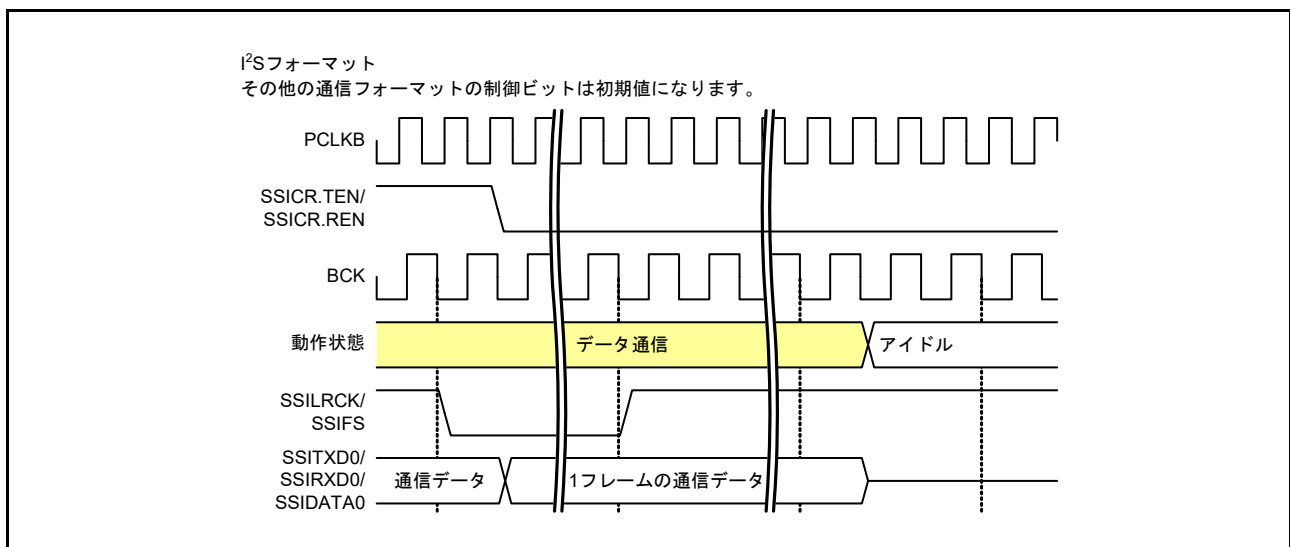 I²Sフォーマット
その他の通信フォーマットの制御ビットは初期値になります。
PCLKB
SSICR.TEN/
SSICR.REN
BCK
動作状態
データ通信
アイドル
SSILRCK/
SSIFS
SSITXD0/
SSIRXD0/
SSIDATA0
通信データ
1フレームの通信データ